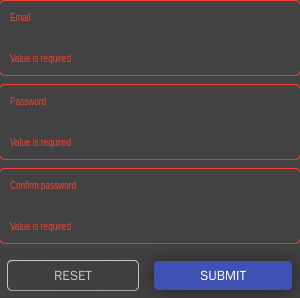 Email
Value is required
Password
Value is required
Confirm password
Value is required
RESET
SUBMIT